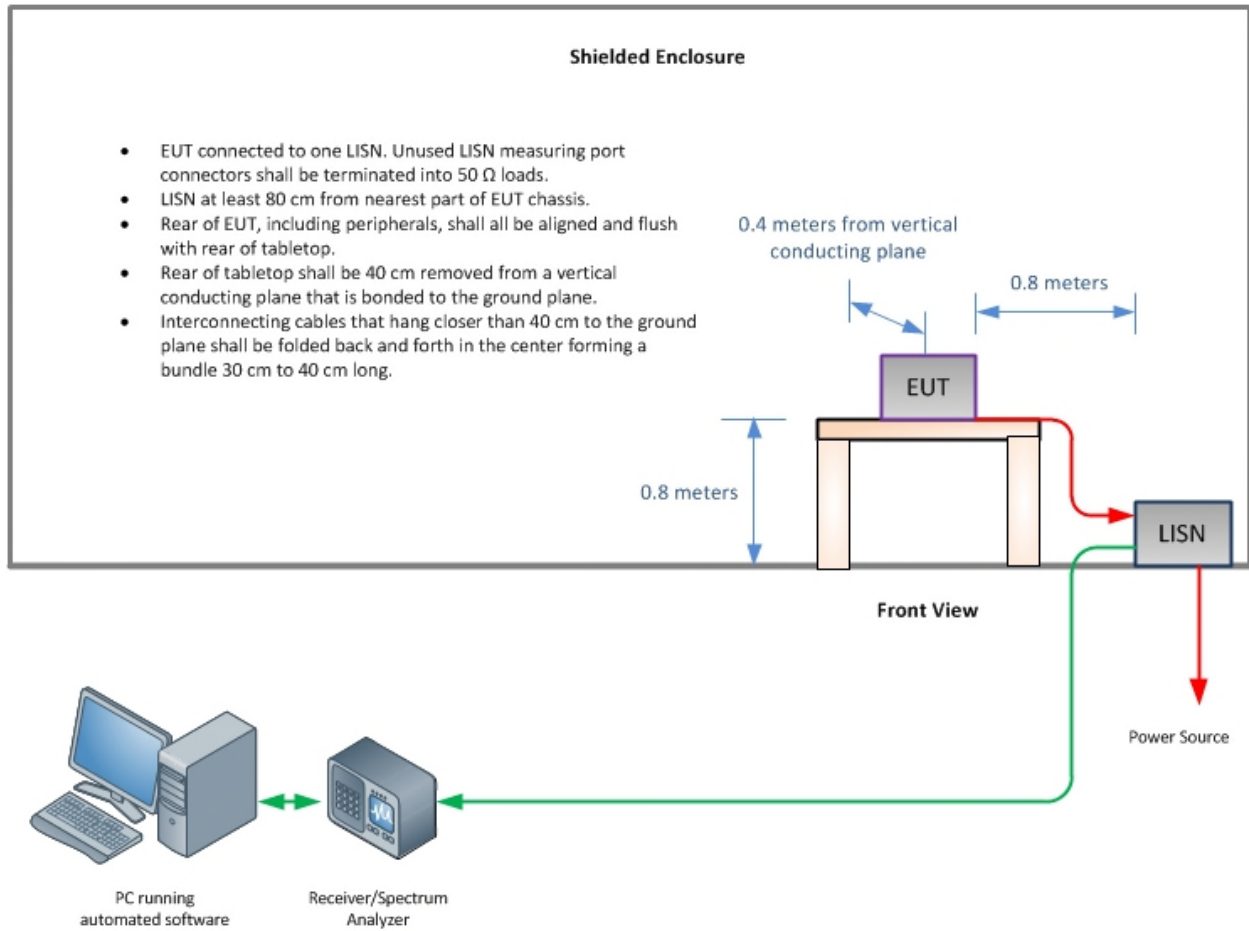 Shielded Enclosure
• EUT connected to one LISN. Unused LISN measuring port
connectors shall be terminated into 50 Ω loads.
• LISN at least 80 cm from nearest part of EUT chassis.
• Rear of EUT, including peripherals, shall all be aligned and flush
with rear of tabletop.
• Rear of tabletop shall be 40 cm removed from a vertical
conducting plane that is bonded to the ground plane.
• Interconnecting cables that hang closer than 40 cm to the ground
plane shall be folded back and forth in the center forming a
bundle 30 cm to 40 cm long.
0.4 meters from vertical
conducting plane
0.8 meters
EUT
0.8 meters
LISN
Front View
Power Source
PC running
automated software
Receiver/Spectrum
Analyzer